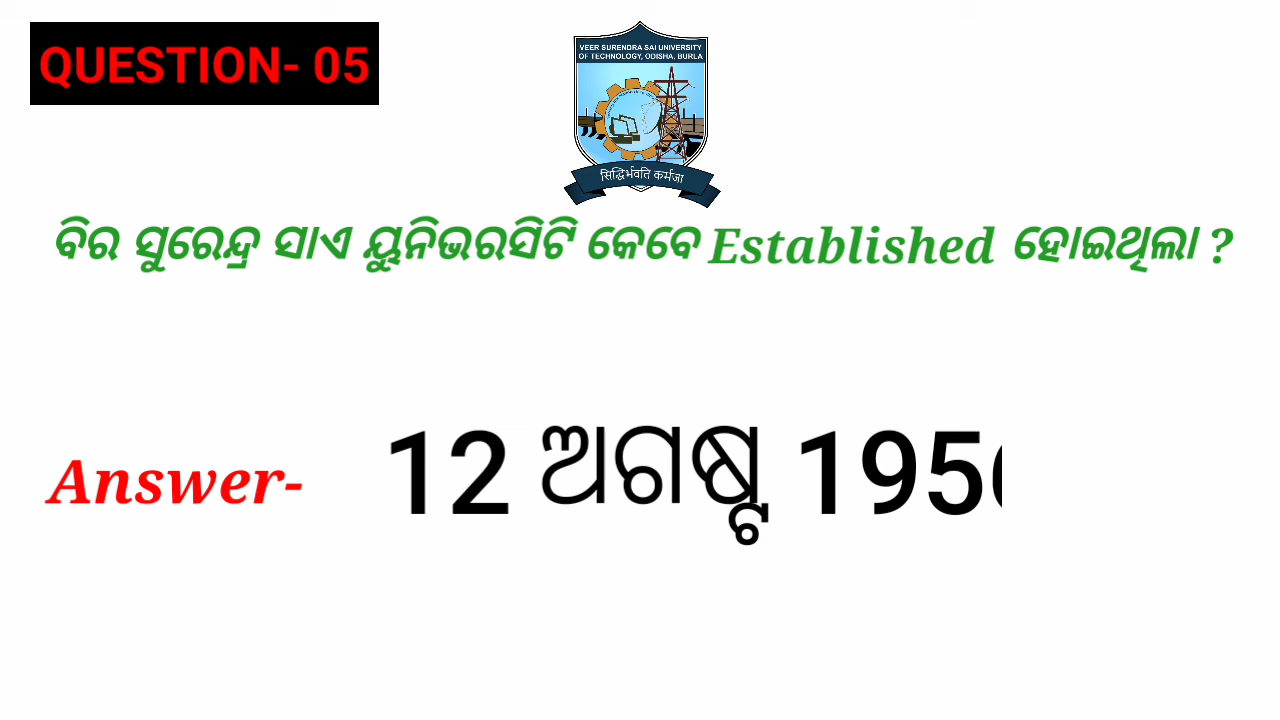 QUESTION- 05
VEER SURENDRA SAI UNIVERSITY
OF TECHNOLOGY, ODISHA, BURLA
सिद्धिर्भवति कर्मजा
ବିର ସୁରେନ୍ଦ୍ର ସାଏ ୟୁନିଭରସିଟି କେବେ Established ହୋଇଥିଲା ?
Answer- 12 ଅଗଷ୍ଟ